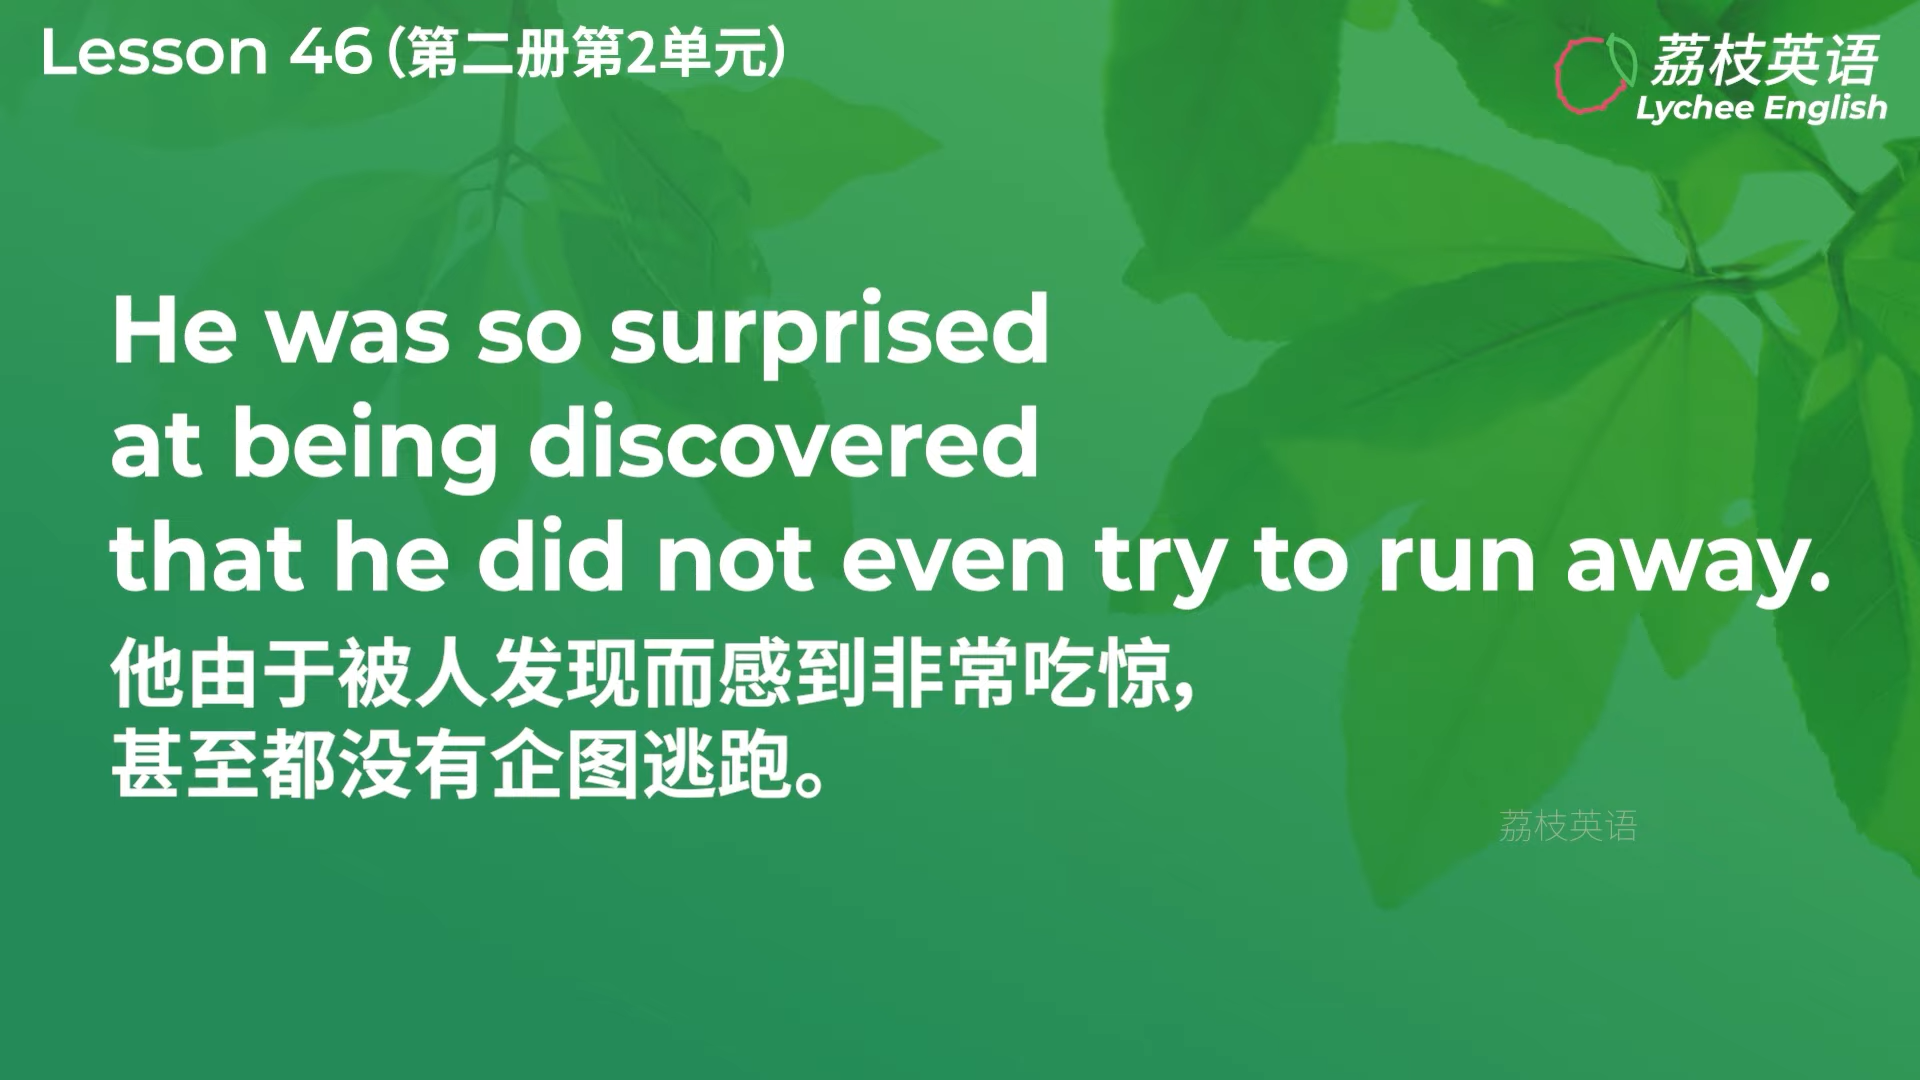 Lesson 46（第二册第2单元）
荔枝英语
Lychee English
He was so surprised
at being discovered
that he did not even try to run away.
他由于被人发现而感到非常吃惊，
甚至都没有企图逃跑。
荔枝英语